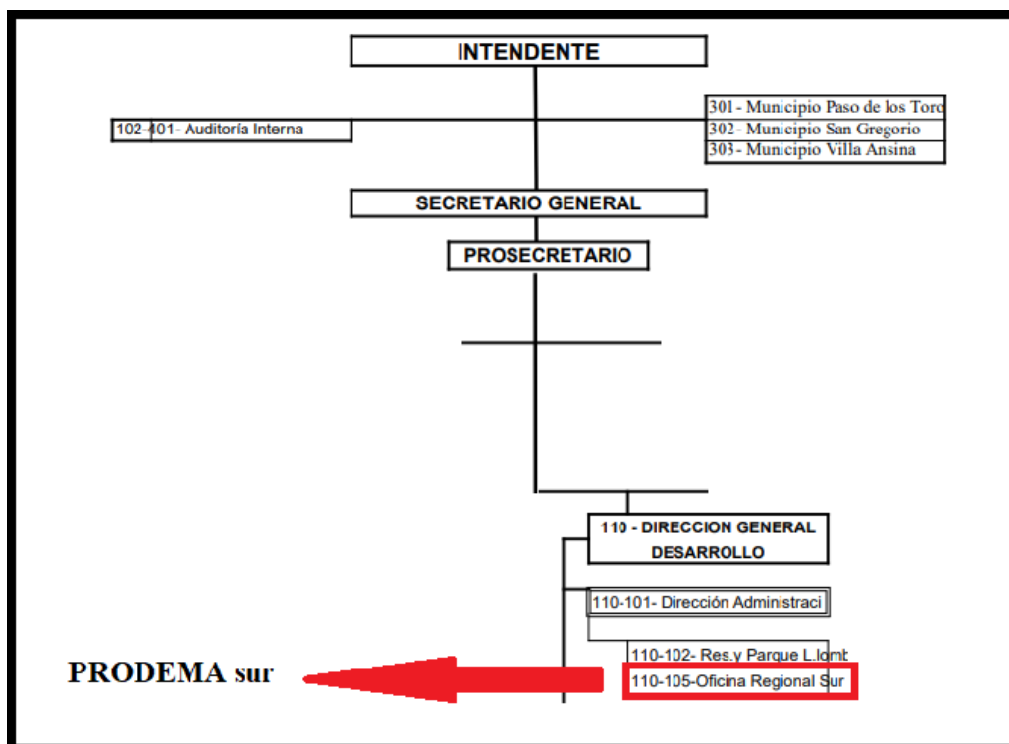 INTENDENTE
301- Municipio Paso de los Toro
102-401- Auditoría Interna
302- Municipio San Gregorio
303- Municipio Villa Ansina
SECRETARIO GENERAL
PROSECRETARIO
110 - DIRECCION GENERAL
DESARROLLO
110-101- Dirección Administraci
110-102- Res.y Parque L.lomb
PRODEMA sur
110-105-Oficina Regional Sur